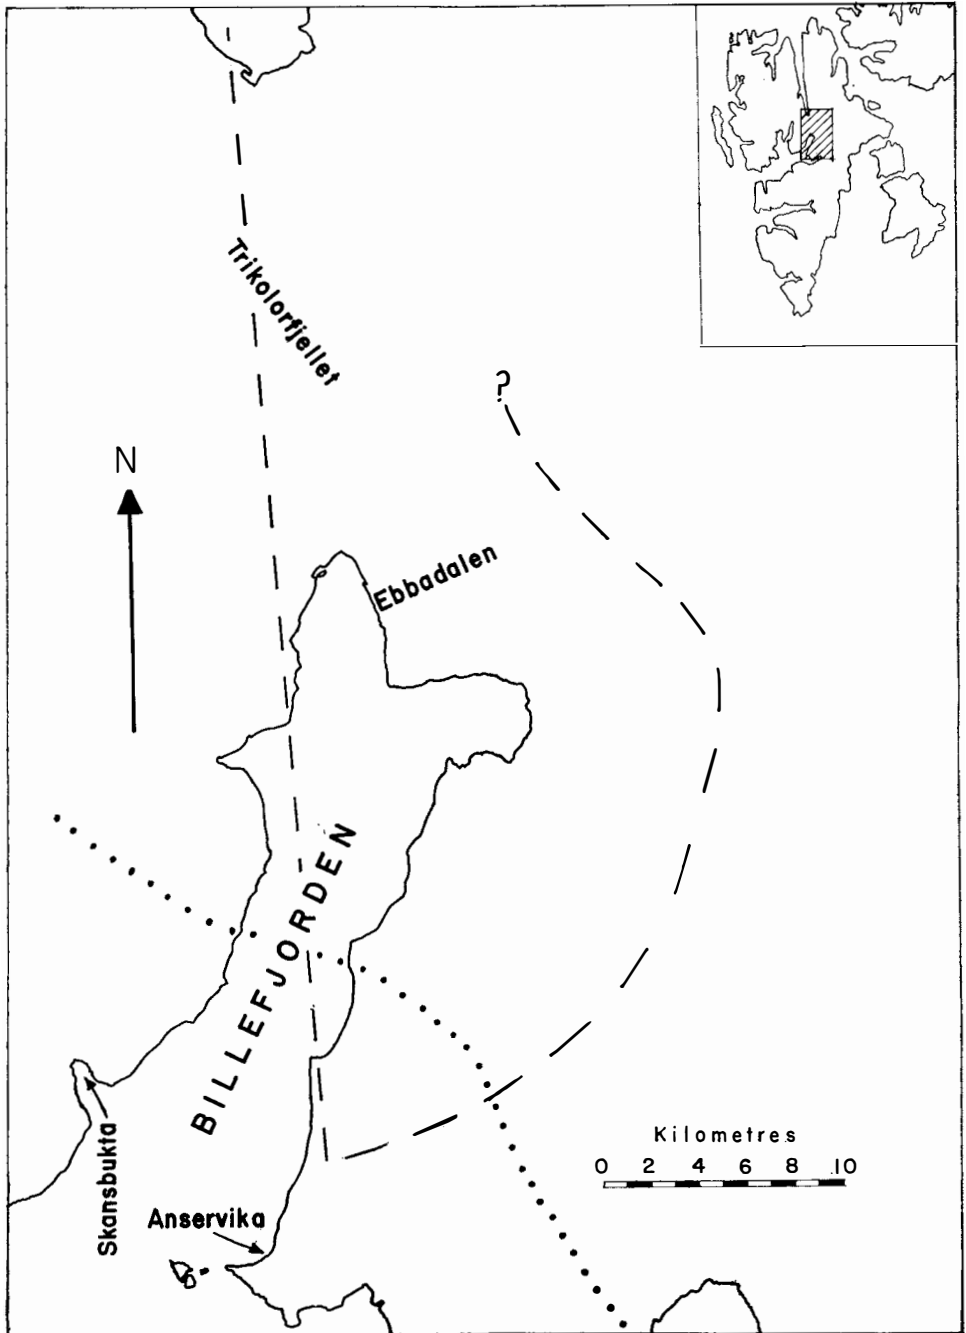 Trikolorfjellet
?
N
Ebbadalen
BILLEFJORDEN
Skansbukta
Anservika
Kilometres
0 2 4 6 8 10